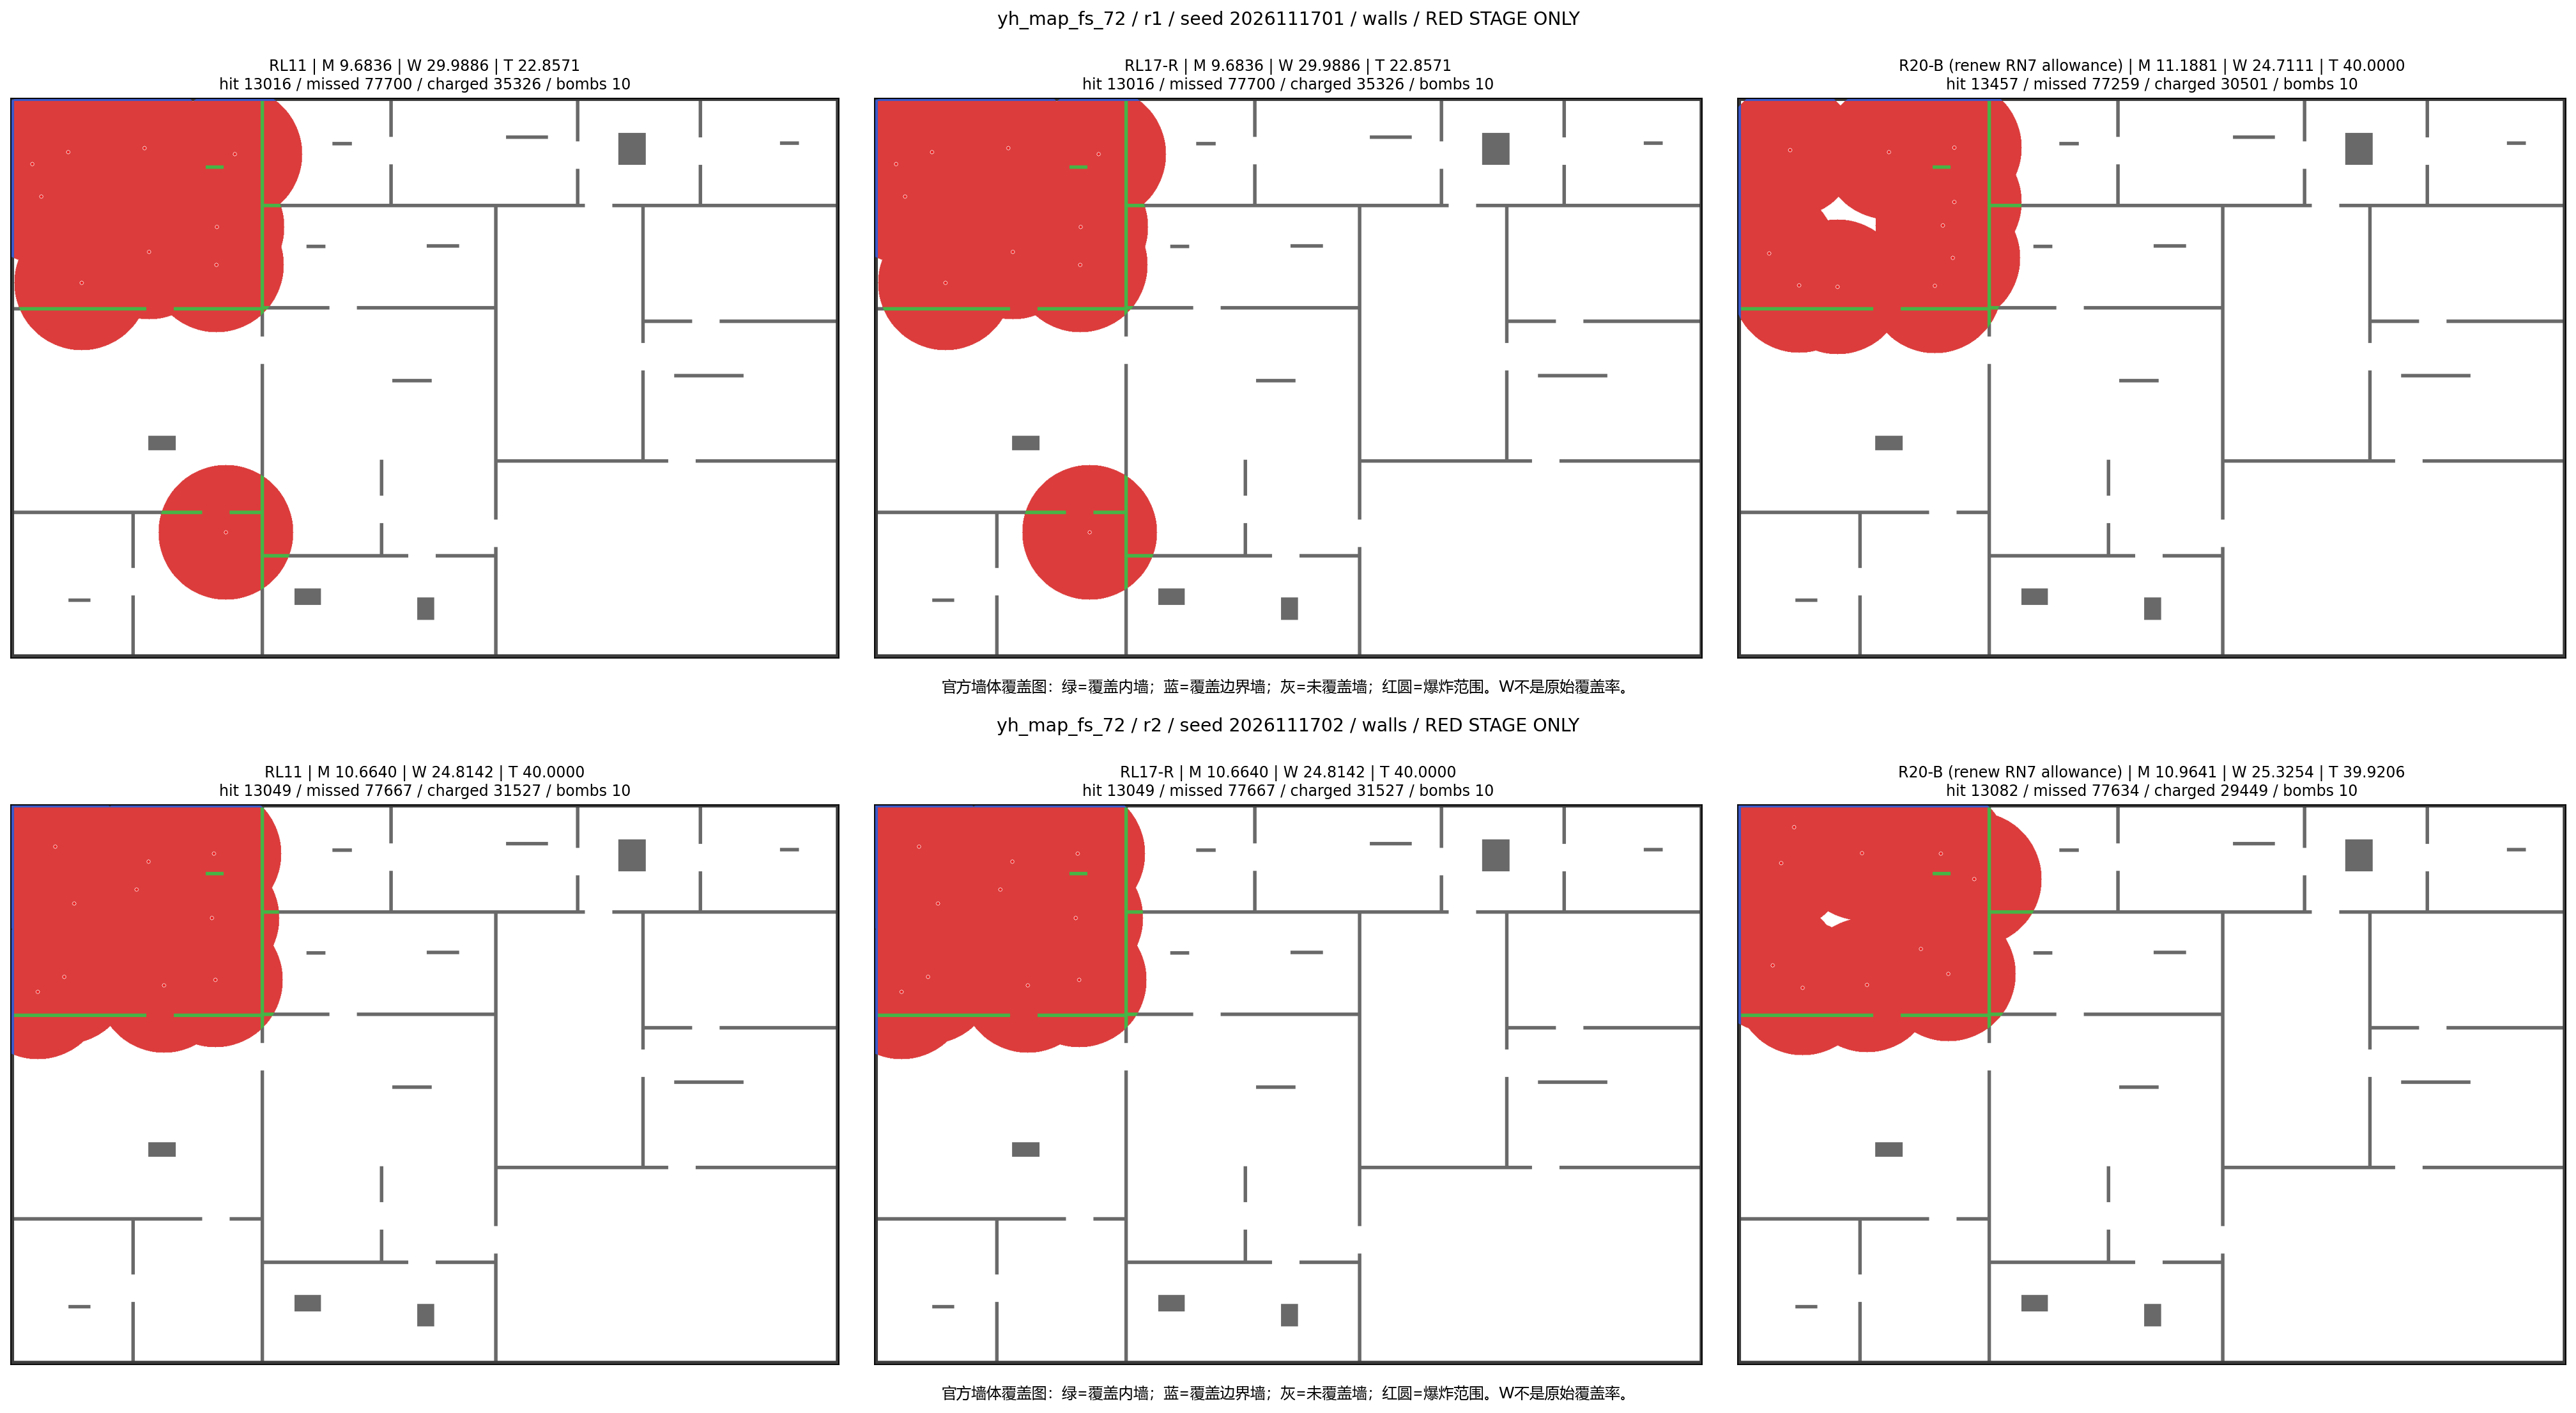 yh_map_fs_72 / r1 / seed 2026111701 / walls / RED STAGE ONLY
RL11 | M 9.6836 | W 29.9886 | T 22.8571
hit 13016 / missed 77700 / charged 35326 / bombs 10
RL17-R | M 9.6836 | W 29.9886 | T 22.8571
hit 13016 / missed 77700 / charged 35326 / bombs 10
R20-B (renew RN7 allowance) | M 11.1881 | W 24.7111 | T 40.0000
hit 13457 / missed 77259 / charged 30501 / bombs 10
官方墙体覆盖图：绿=覆盖内墙；蓝=覆盖边界墙；灰=未覆盖墙；红圆=爆炸范围。W不是原始覆盖率。
yh_map_fs_72 / r2 / seed 2026111702 / walls / RED STAGE ONLY
RL11 | M 10.6640 | W 24.8142 | T 40.0000
hit 13049 / missed 77667 / charged 31527 / bombs 10
RL17-R | M 10.6640 | W 24.8142 | T 40.0000
hit 13049 / missed 77667 / charged 31527 / bombs 10
R20-B (renew RN7 allowance) | M 10.9641 | W 25.3254 | T 39.9206
hit 13082 / missed 77634 / charged 29449 / bombs 10
官方墙体覆盖图：绿=覆盖内墙；蓝=覆盖边界墙；灰=未覆盖墙；红圆=爆炸范围。W不是原始覆盖率。